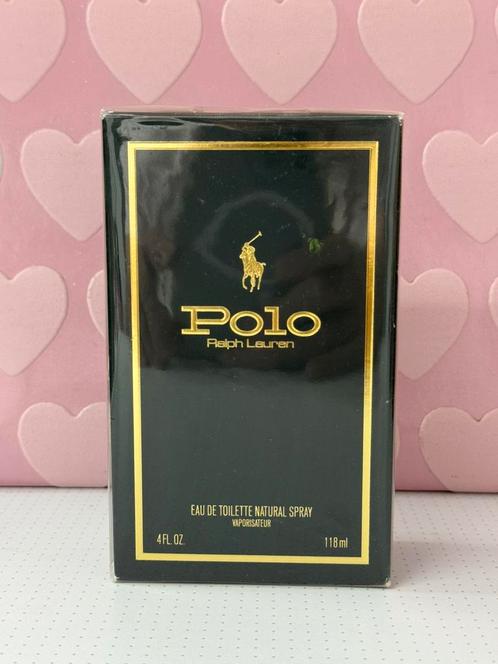 Polo
Ralph Lauren
EAU DE TOILETTE NATURAL SPRAY
VAPORISATEUR
4 FL. OZ. 118 ml